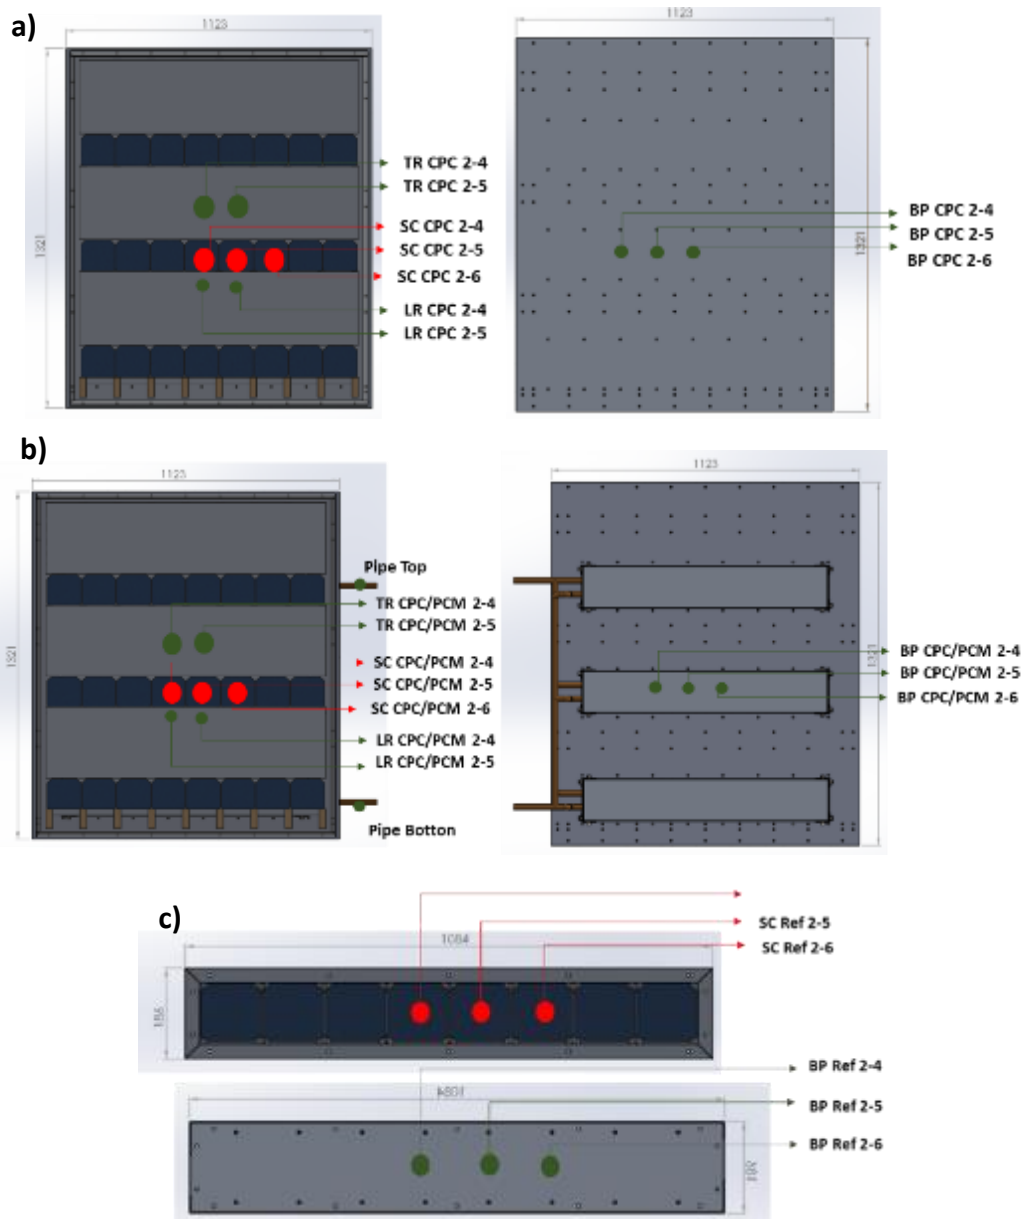 a)
1123
1123
1321
1321
TR CPC 2-4
TR CPC 2-5
SC CPC 2-4
SC CPC 2-5
SC CPC 2-6
LR CPC 2-4
LR CPC 2-5
BP CPC 2-4
BP CPC 2-5
BP CPC 2-6
b)
1123
1123
1321
1321
Pipe Top
TR CPC/PCM 2-4
TR CPC/PCM 2-5
SC CPC/PCM 2-4
SC CPC/PCM 2-5
SC CPC/PCM 2-6
LR CPC/PCM 2-4
LR CPC/PCM 2-5
Pipe Botton
BP CPC/PCM 2-4
BP CPC/PCM 2-5
BP CPC/PCM 2-6
c)
SC Ref 2-5
SC Ref 2-6
1084
BP Ref 2-4
BP Ref 2-5
BP Ref 2-6
1084